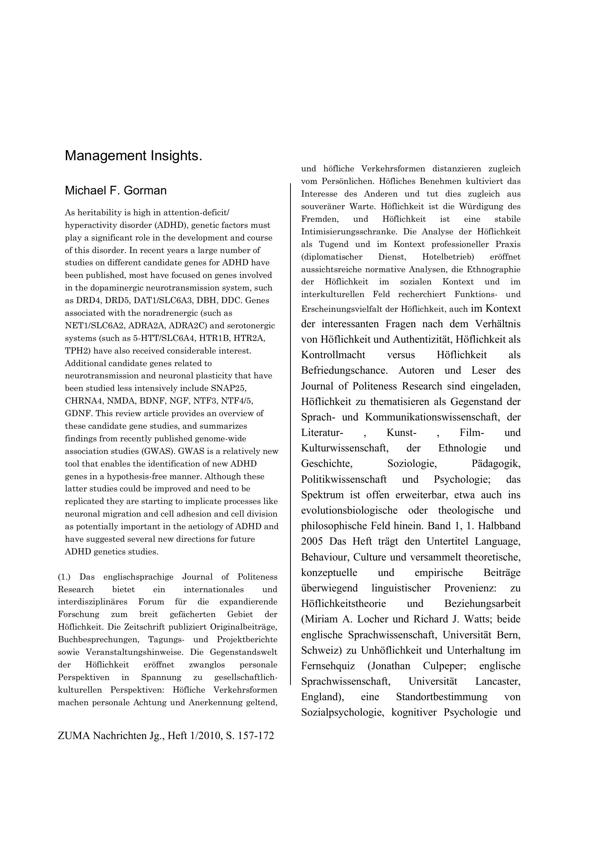 Management Insights.
Michael F. Gorman
As heritability is high in attention-deficit/
hyperactivity disorder (ADHD), genetic factors must
play a significant role in the development and course
of this disorder. In recent years a large number of
studies on different candidate genes for ADHD have
been published, most have focused on genes involved
in the dopaminergic neurotransmission system, such
as DRD4, DRD5, DAT1/SLC6A3, DBH, DDC. Genes
associated with the noradrenergic (such as
NET1/SLC6A2, ADRA2A, ADRA2C) and serotonergic
systems (such as 5-HTT/SLC6A4, HTR1B, HTR2A,
TPH2) have also received considerable interest.
Additional candidate genes related to
neurotransmission and neuronal plasticity that have
been studied less intensively include SNAP25,
CHRNA4, NMDA, BDNF, NGF, NTF3, NTF4/5,
GDNF. This review article provides an overview of
these candidate gene studies, and summarizes
findings from recently published genome-wide
association studies (GWAS). GWAS is a relatively new
tool that enables the identification of new ADHD
genes in a hypothesis-free manner. Although these
latter studies could be improved and need to be
replicated they are starting to implicate processes like
neuronal migration and cell adhesion and cell division
as potentially important in the aetiology of ADHD and
have suggested several new directions for future
ADHD genetics studies.
(1.) Das englischsprachige Journal of Politeness
Research bietet ein internationales und
interdisziplinäres Forum für die expandierende
Forschung zum breit gefächerten Gebiet der
Höflichkeit. Die Zeitschrift publiziert Originalbeiträge,
Buchbesprechungen, Tagungs- und Projektberichte
sowie Veranstaltungshinweise. Die Gegenstandswelt
der Höflichkeit eröffnet zwanglos personale
Perspektiven in Spannung zu gesellschaftlich-
kulturellen Perspektiven: Höfliche Verkehrsformen
machen personale Achtung und Anerkennung geltend,
und höfliche Verkehrsformen distanzieren zugleich
vom Persönlichen. Höfliches Benehmen kultiviert das
Interesse des Anderen und tut dies zugleich aus
souveräner Warte. Höflichkeit ist die Würdigung des
Fremden, und Höflichkeit ist eine stabile
Intimisierungsschranke. Die Analyse der Höflichkeit
als Tugend und im Kontext professioneller Praxis
(diplomatischer Dienst, Hotelbetrieb) eröffnet
aussichtsreiche normative Analysen, die Ethnographie
der Höflichkeit im sozialen Kontext und im
interkulturellen Feld recherchiert Funktions- und
Erscheinungsvielfalt der Höflichkeit, auch im Kontext
der interessanten Fragen nach dem Verhältnis
von Höflichkeit und Authentizität, Höflichkeit als
Kontrollmacht versus Höflichkeit als
Befriedungschance. Autoren und Leser des
Journal of Politeness Research sind eingeladen,
Höflichkeit zu thematisieren als Gegenstand der
Sprach- und Kommunikationswissenschaft, der
Literatur- , Kunst- , Film- und
Kulturwissenschaft, der Ethnologie und
Geschichte, Soziologie, Pädagogik,
Politikwissenschaft und Psychologie; das
Spektrum ist offen erweiterbar, etwa auch ins
evolutionsbiologische oder theologische und
philosophische Feld hinein. Band 1, 1. Halbband
2005 Das Heft trägt den Untertitel Language,
Behaviour, Culture und versammelt theoretische,
konzeptuelle und empirische Beiträge
überwiegend linguistischer Provenienz: zu
Höflichkeitstheorie und Beziehungsarbeit
(Miriam A. Locher und Richard J. Watts; beide
englische Sprachwissenschaft, Universität Bern,
Schweiz) zu Unhöflichkeit und Unterhaltung im
Fernsehquiz (Jonathan Culpeper; englische
Sprachwissenschaft, Universität Lancaster,
England), eine Standortbestimmung von
Sozialpsychologie, kognitiver Psychologie und
ZUMA Nachrichten Jg., Heft 1/2010, S. 157-172